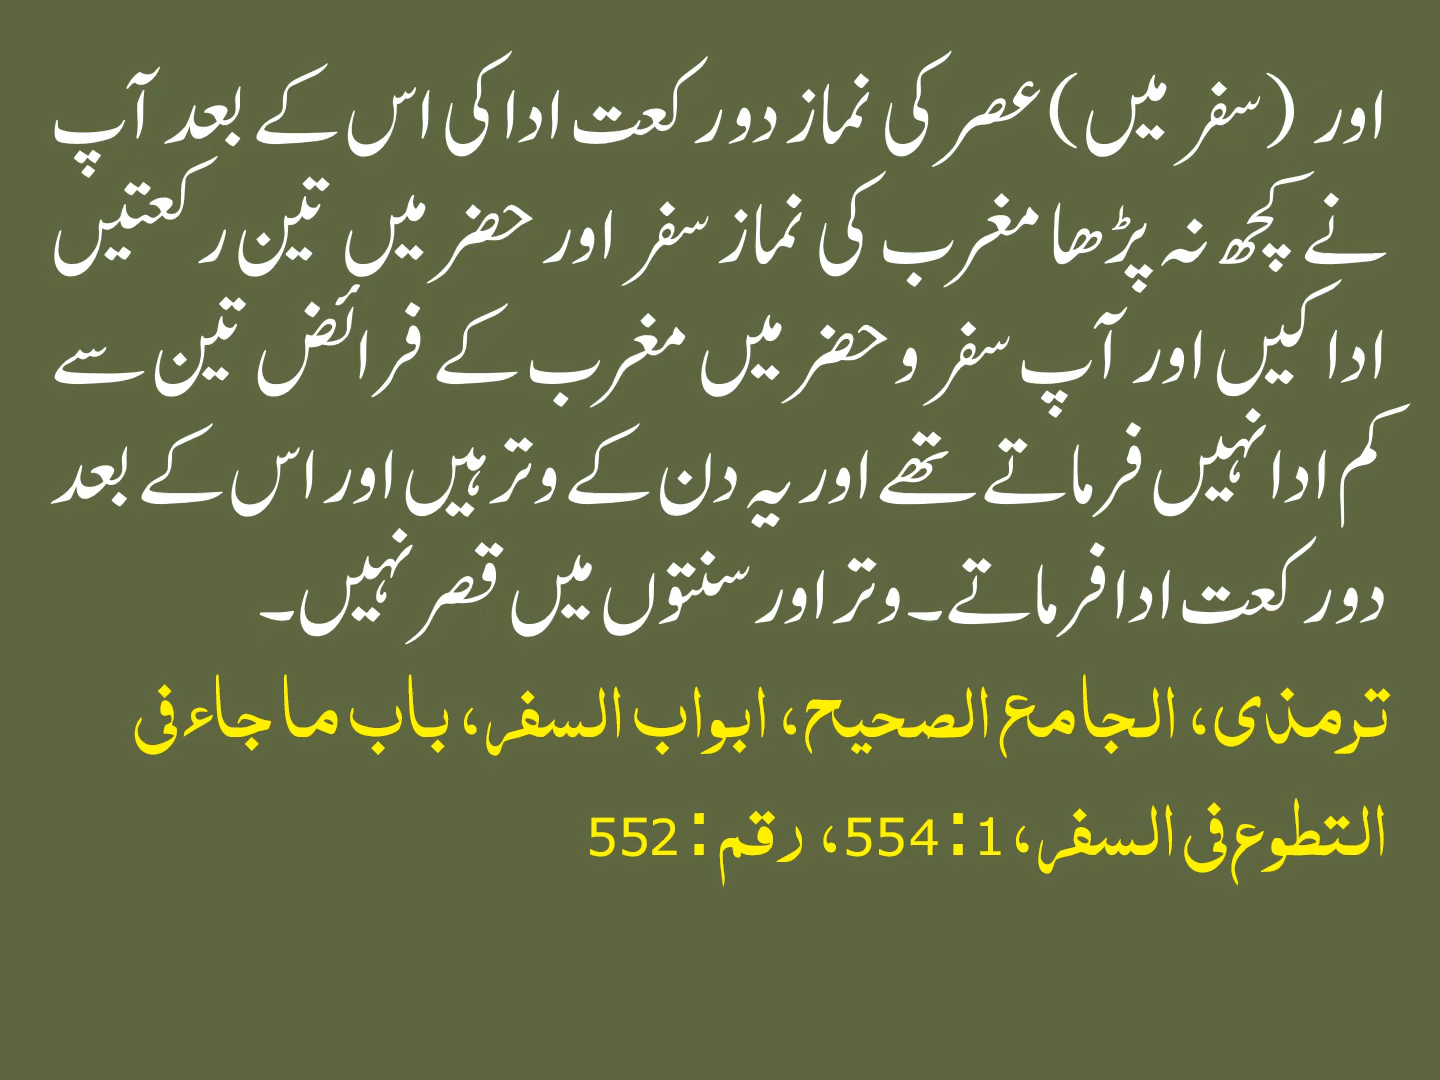 اور (سفر میں) عصر کی نماز دو رکعت ادا کی اس کے بعد آپ
نے کچھ نہ پڑھا مغرب کی نماز سفر اور حضر میں تین رکعتیں
ادا کیں اور آپ سفر و حضر میں مغرب کے فرائض تین سے
کم ادا نہیں فرماتے تھے اور یہ دن کے وتر ہیں اور اس کے بعد
دو رکعت ادا فرماتے۔ وتر اور سنتوں میں قصر نہیں۔
ترمذی، الجامع الصحیح، ابواب السفر، باب ما جاء فی
التطوع فی السفر، 1 : 554، رقم : 552